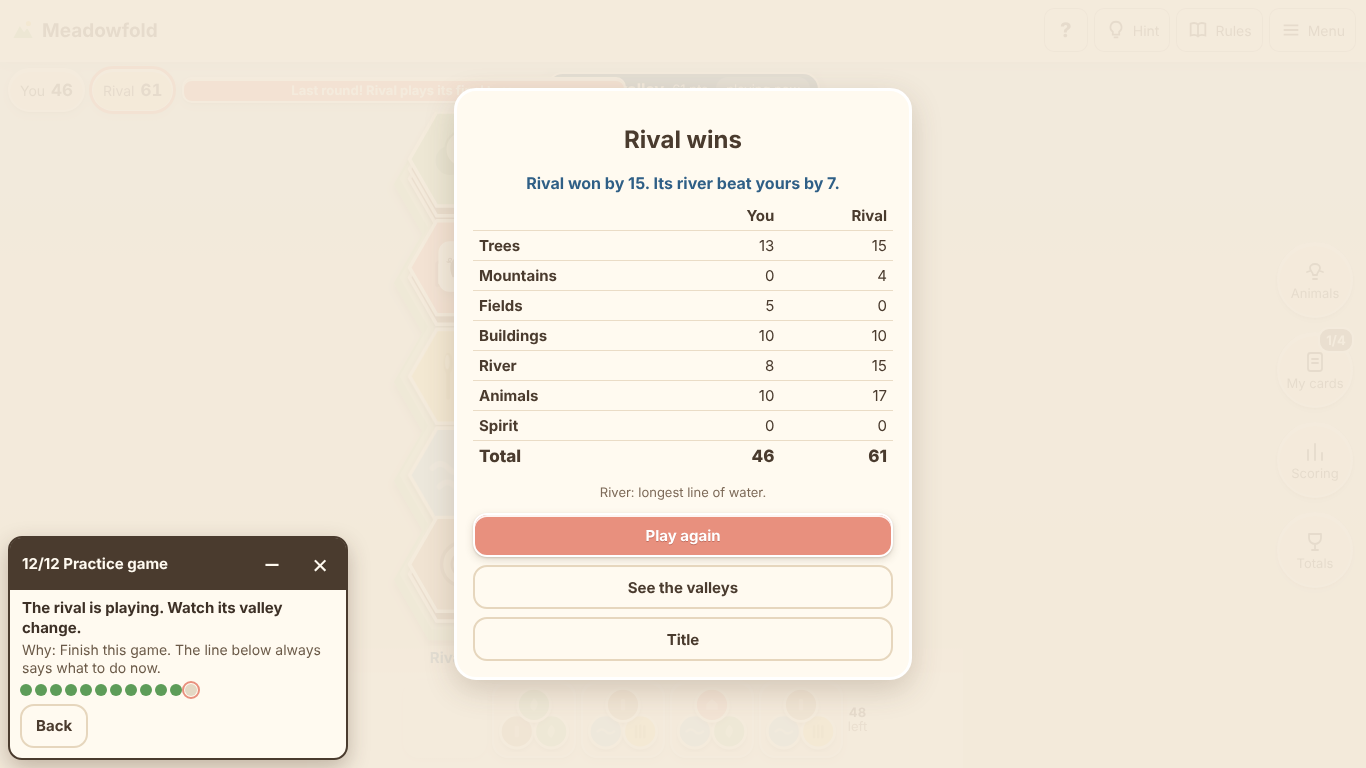 Meadowfold
?
Hint
Rules
Menu
You 46
Rival 61
Last round! Rival plays its
Rival wins
Rival won by 15. Its river beat yours by 7.
You Rival
Trees 13 15
Mountains 0 4
Fields 5 0
Buildings 10 10
River 8 15
Animals 10 17
Spirit 0 0
Total 46 61
River: longest line of water.
Play again
See the valleys
Title
Animals
1/4
My cards
Scoring
Totals
48
left
12/12 Practice game
The rival is playing. Watch its valley
change.
Why: Finish this game. The line below always
says what to do now.
Back